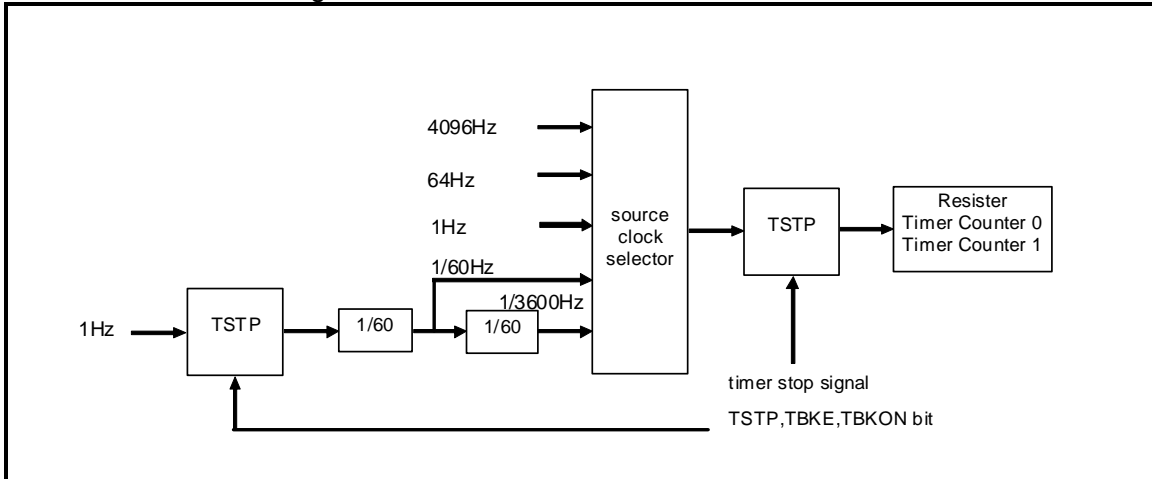 4096Hz
64Hz
1Hz
1/60Hz
1/3600Hz
1Hz
TSTP
1/60
1/60
source
clock
selector
TSTP
Resister
Timer Counter 0
Timer Counter 1
timer stop signal
TSTP,TBKE,TBKON bit